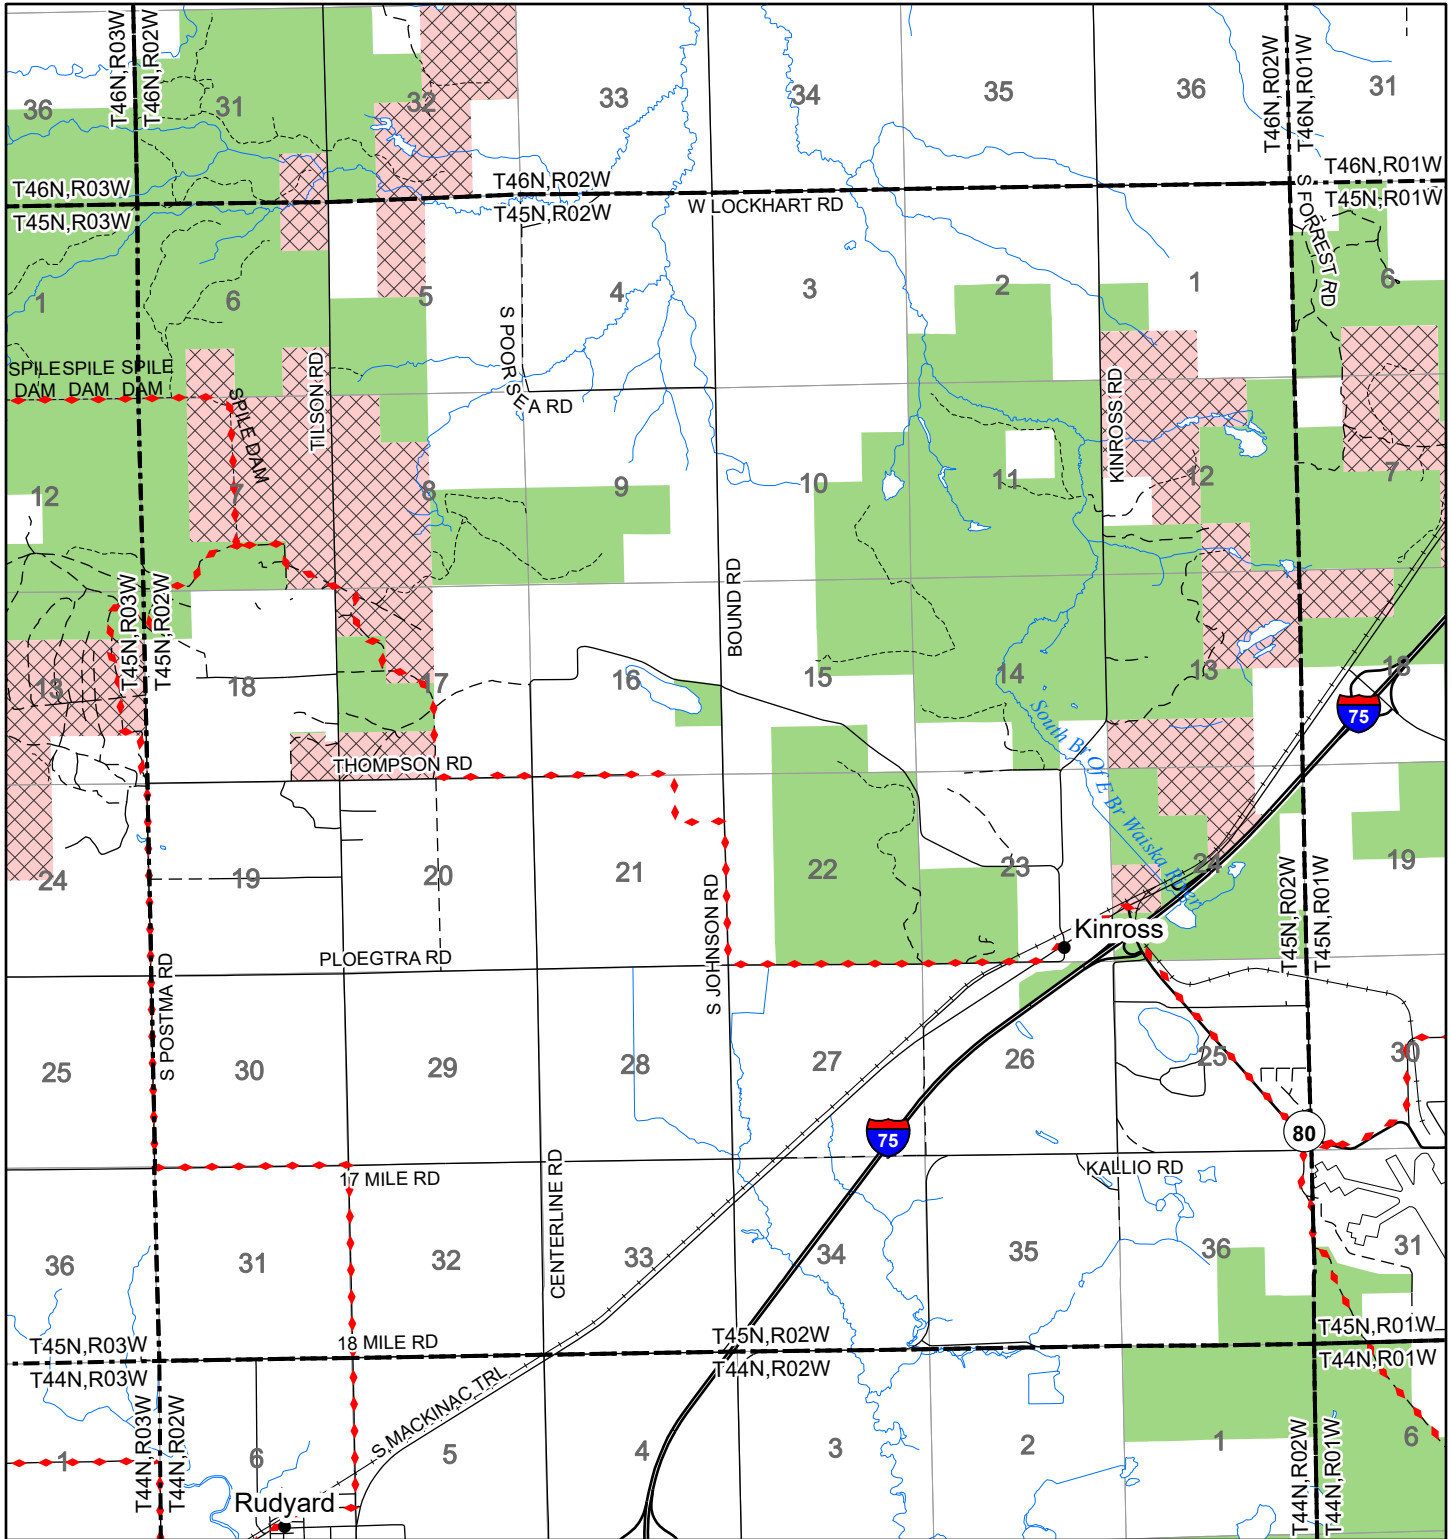 T46N,R03W
T46N,R02W
T46N,R02W
T46N,R01W
36
31
32
33
34
35
36
31
T46N,R03W
T46N,R02W
T46N,R01W
T45N,R03W
T45N,R02W
W LOCKHART RD
S FORREST RD
T45N,R01W
1
6
5
4
3
2
1
6
S POOR SEA RD
SPILE DAM
SPILE DAM
SPILE DAM
SPILE DAM
TILSON RD
KINROSS RD
12
7
8
9
10
11
12
7
BOUND RD
T45N,R03W
T45N,R02W
13
18
17
16
15
14
13
18
75
South Br Of E Br Waiska River
THOMPSON RD
24
19
20
21
22
23
24
19
S JOHNSON RD
T45N,R02W
T45N,R01W
Kinross
PLOEGTRA RD
S POSTMA RD
25
30
29
28
27
26
25
30
75
80
17 MILE RD
CENTERLINE RD
KALLIO RD
36
31
32
33
34
35
36
31
T45N,R03W
18 MILE RD
T45N,R02W
T45N,R01W
T44N,R03W
T44N,R02W
T44N,R01W
S MACKINAC TRL
T44N,R03W
T44N,R02W
1
6
5
4
3
2
1
6
T44N,R02W
T44N,R01W
Rudyard